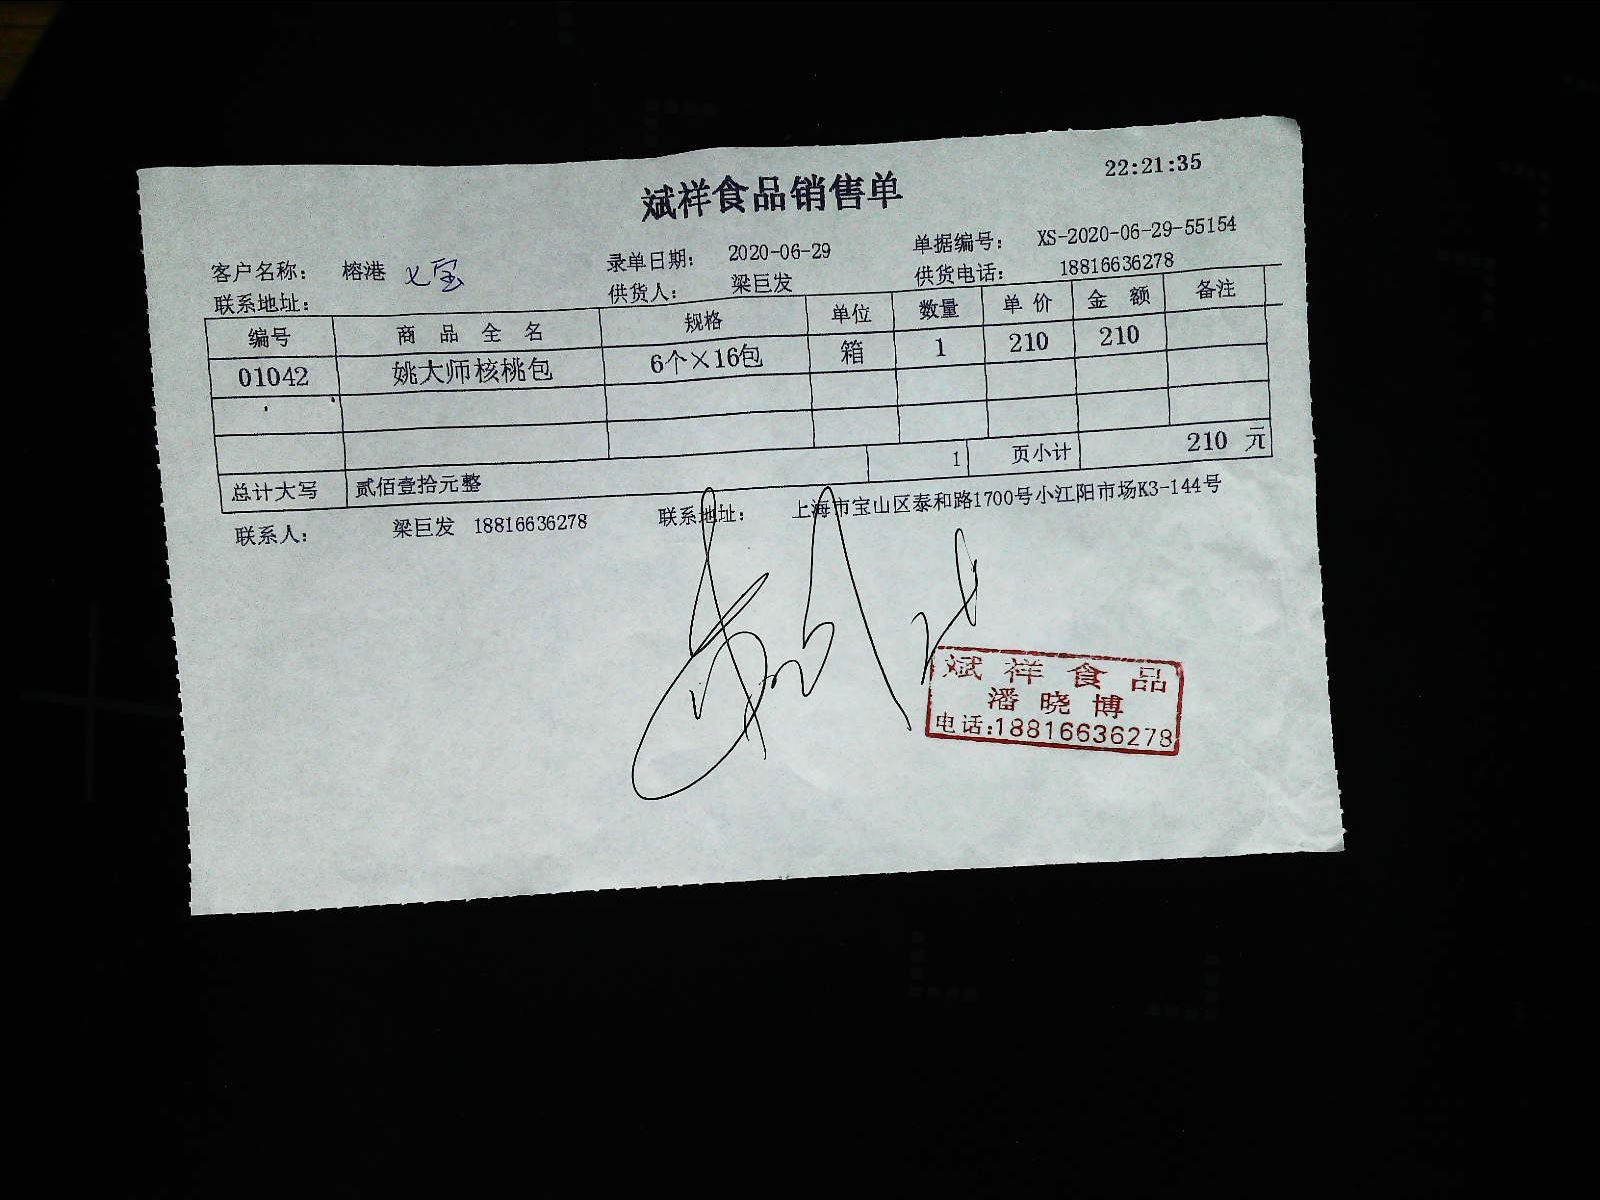 22:21:35
斌祥食品销售单
客户名称： 榕港 七宝 录单日期： 2020-06-29 单据编号： XS-2020-06-29-55154
联系地址： 供货人： 梁巨发 供货电话： 18816636278
编号 商品全名 规格 单位 数量 单价 金额 备注
01042 姚大师核桃包 6个×16包 箱 1 210 210
1 页小计 210 元
总计大写 贰佰壹拾元整
联系人： 梁巨发 18816636278 联系地址： 上海市宝山区泰和路1700号小江阳市场K3-144号
斌祥食品
潘晓博
电话:18816636278